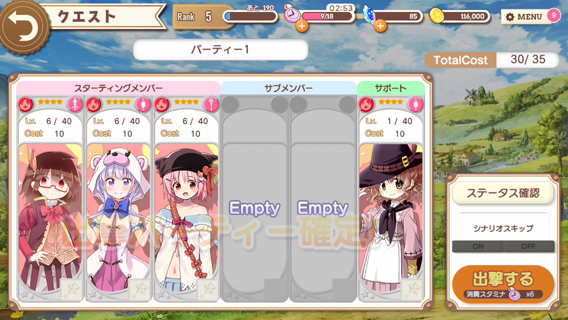 クエスト
Rank 5
あと 190
02:53
9/18
85
116,000
MENU
9
パーティー1
TotalCost 30/35
スターティングメンバー
サブメンバー
サポート
Lv. 6/40
Cost 10
Lv. 6/40
Cost 10
Lv. 6/40
Cost 10
Lv. 1/40
Cost 10
Empty
Empty
ティー確定
ステータス確認
シナリオスキップ
ON
OFF
出撃する
消費スタミナ x6